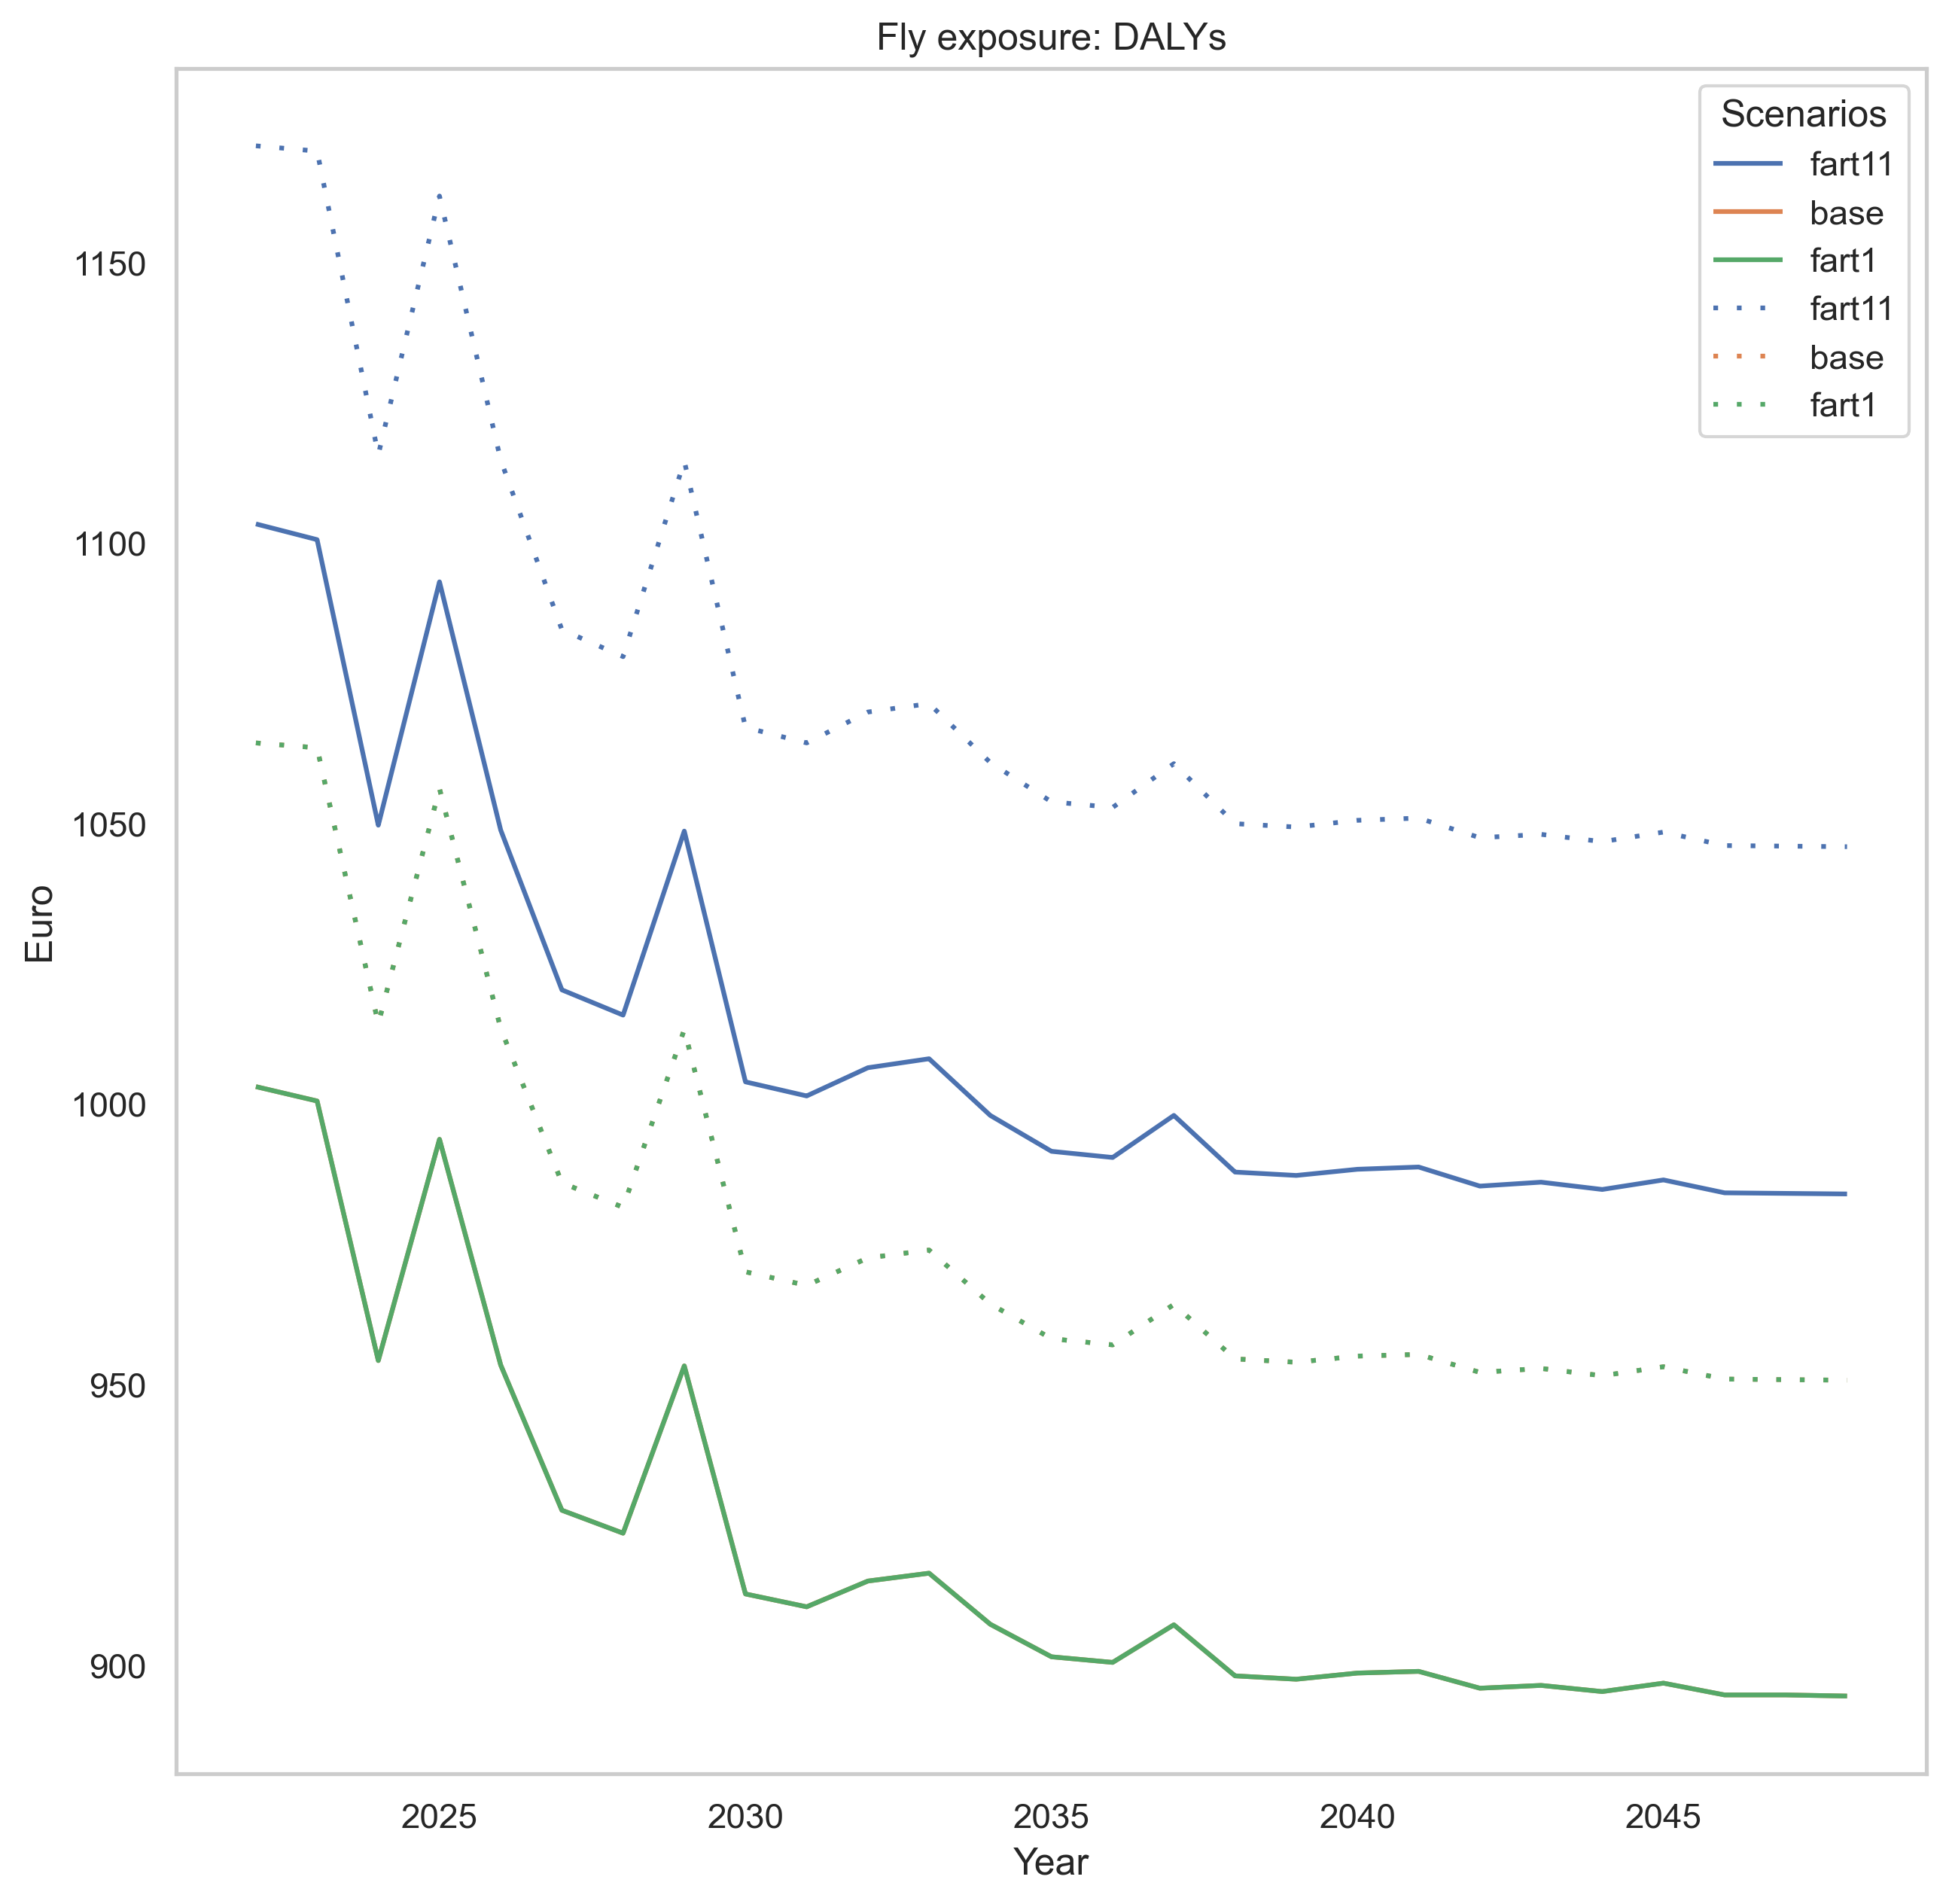 Fly exposure: DALYs
Scenarios
fart11
base
fart1
fart11
base
fart1
1150
1100
1050
1000
950
900
Euro
2025 2030 2035 2040 2045
Year